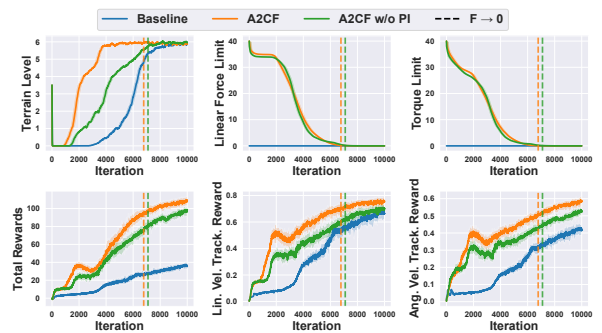 Baseline A2CF A2CF w/o PI F → 0
Terrain Level
6
5
4
3
2
1
0
0 2000 4000 6000 8000 10000
Iteration
Linear Force Limit
40
30
20
10
0
0 2000 4000 6000 8000 10000
Iteration
Torque Limit
40
30
20
10
0
0 2000 4000 6000 8000 10000
Iteration
Total Rewards
100
80
60
40
20
0
0 2000 4000 6000 8000 10000
Iteration
Lin. Vel. Track. Reward
0.8
0.6
0.4
0.2
0.0
0 2000 4000 6000 8000 10000
Iteration
Ang. Vel. Track. Reward
0.6
0.5
0.4
0.3
0.2
0.1
0.0
0 2000 4000 6000 8000 10000
Iteration